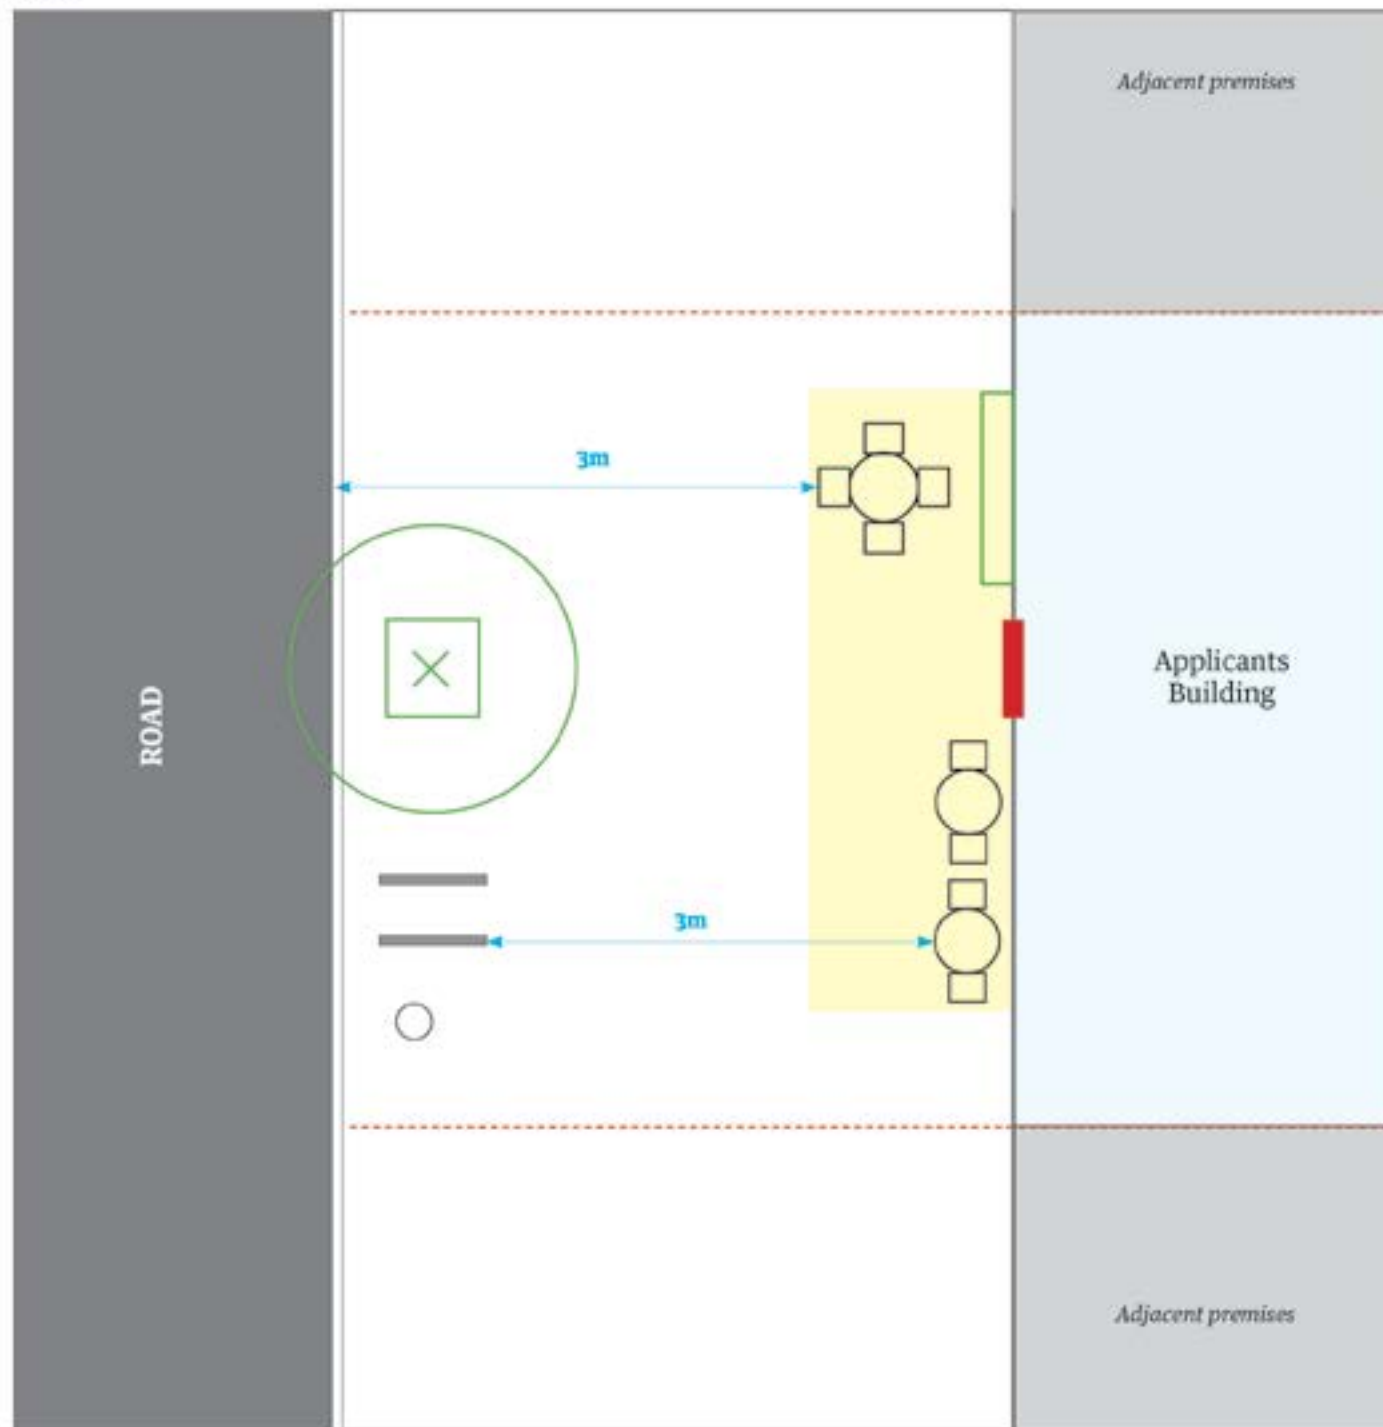 Adjacent premises
3m
ROAD
Applicants
Building
3m
Adjacent premises